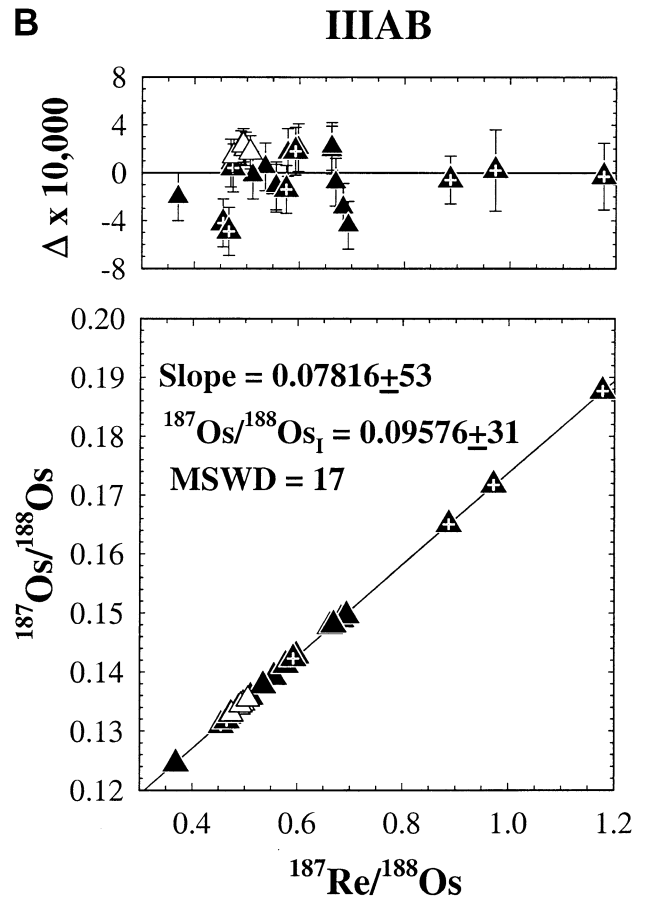 B
IIIAB
8
4
0
-4
-8
Δ x 10,000
0.20
0.19
0.18
0.17
0.16
0.15
0.14
0.13
0.12
¹⁸⁷Os/¹⁸⁸Os
Slope = 0.07816±53
¹⁸⁷Os/¹⁸⁸Os_I = 0.09576±31
MSWD = 17
0.4 0.6 0.8 1.0 1.2
¹⁸⁷Re/¹⁸⁸Os